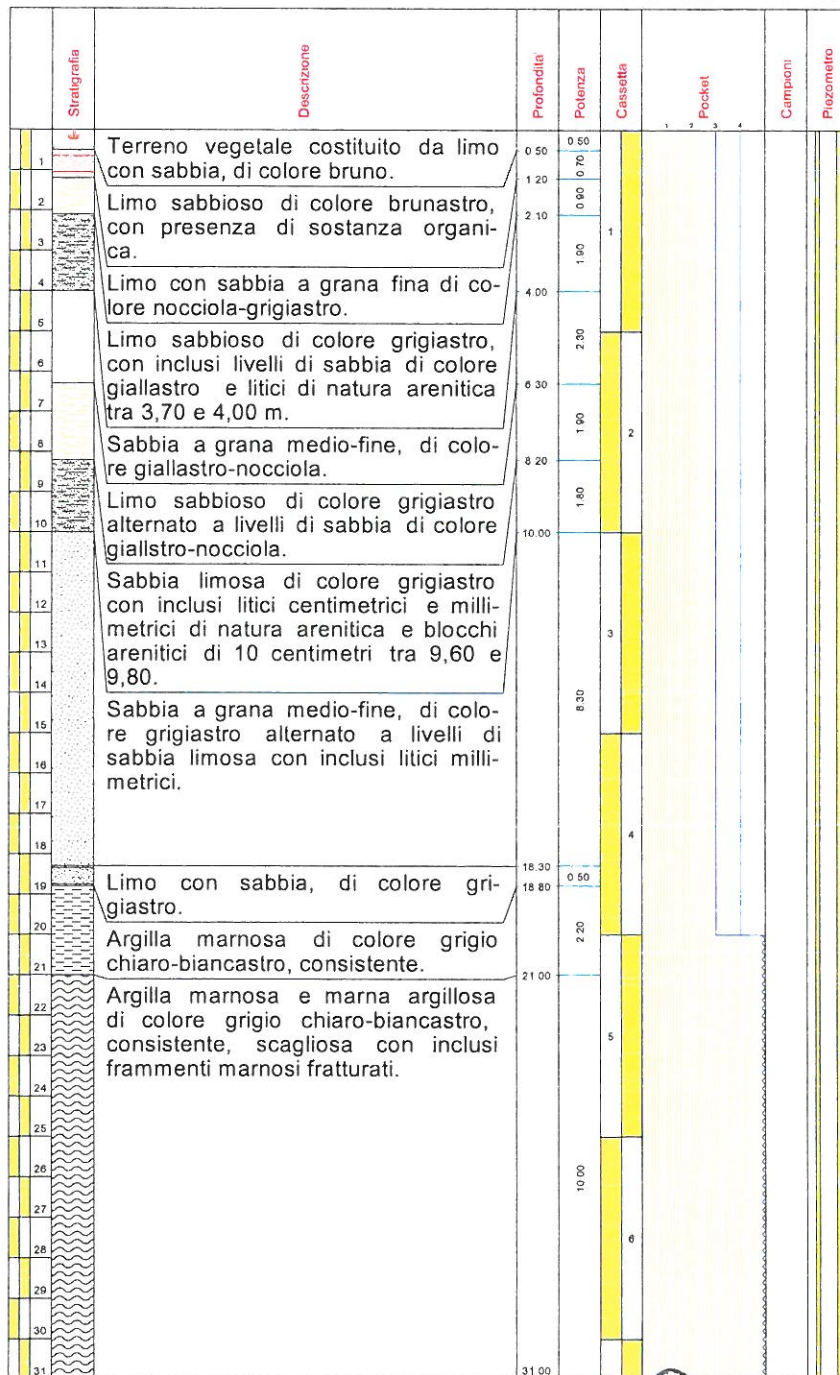 Stratigrafia
Descrizione
Profondita'
Potenza
Cassetta
Pocket
Campioni
Piezometro
1 2 3 4
Terreno vegetale costituito da limo
con sabbia, di colore bruno.
Limo sabbioso di colore brunastro,
con presenza di sostanza organi-
ca.
Limo con sabbia a grana fina di co-
lore nocciola-grigiastro.
Limo sabbioso di colore grigiastro,
con inclusi livelli di sabbia di colore
giallastro e litici di natura arenitica
tra 3,70 e 4,00 m.
Sabbia a grana medio-fine, di colo-
re giallastro-nocciola.
Limo sabbioso di colore grigiastro
alternato a livelli di sabbia di colore
giallstro-nocciola.
Sabbia limosa di colore grigiastro
con inclusi litici centimetrici e milli-
metrici di natura arenitica e blocchi
arenitici di 10 centimetri tra 9,60 e
9,80.
Sabbia a grana medio-fine, di colo-
re grigiastro alternato a livelli di
sabbia limosa con inclusi litici milli-
metrici.
Limo con sabbia, di colore gri-
giastro.
Argilla marnosa di colore grigio
chiaro-biancastro, consistente.
Argilla marnosa e marna argillosa
di colore grigio chiaro-biancastro,
consistente, scagliosa con inclusi
frammenti marnosi fratturati.
1
2
3
4
5
6
7
8
9
10
11
12
13
14
15
16
17
18
19
20
21
22
23
24
25
26
27
28
29
30
31
0 50
1 20
2 10
4.00
6 30
8 20
10.00
18.30
18 80
21 00
31 00
0 50
0 70
0 90
1.90
2.30
1 90
1.80
8.30
0 50
2 20
10 00
1
2
3
4
5
6